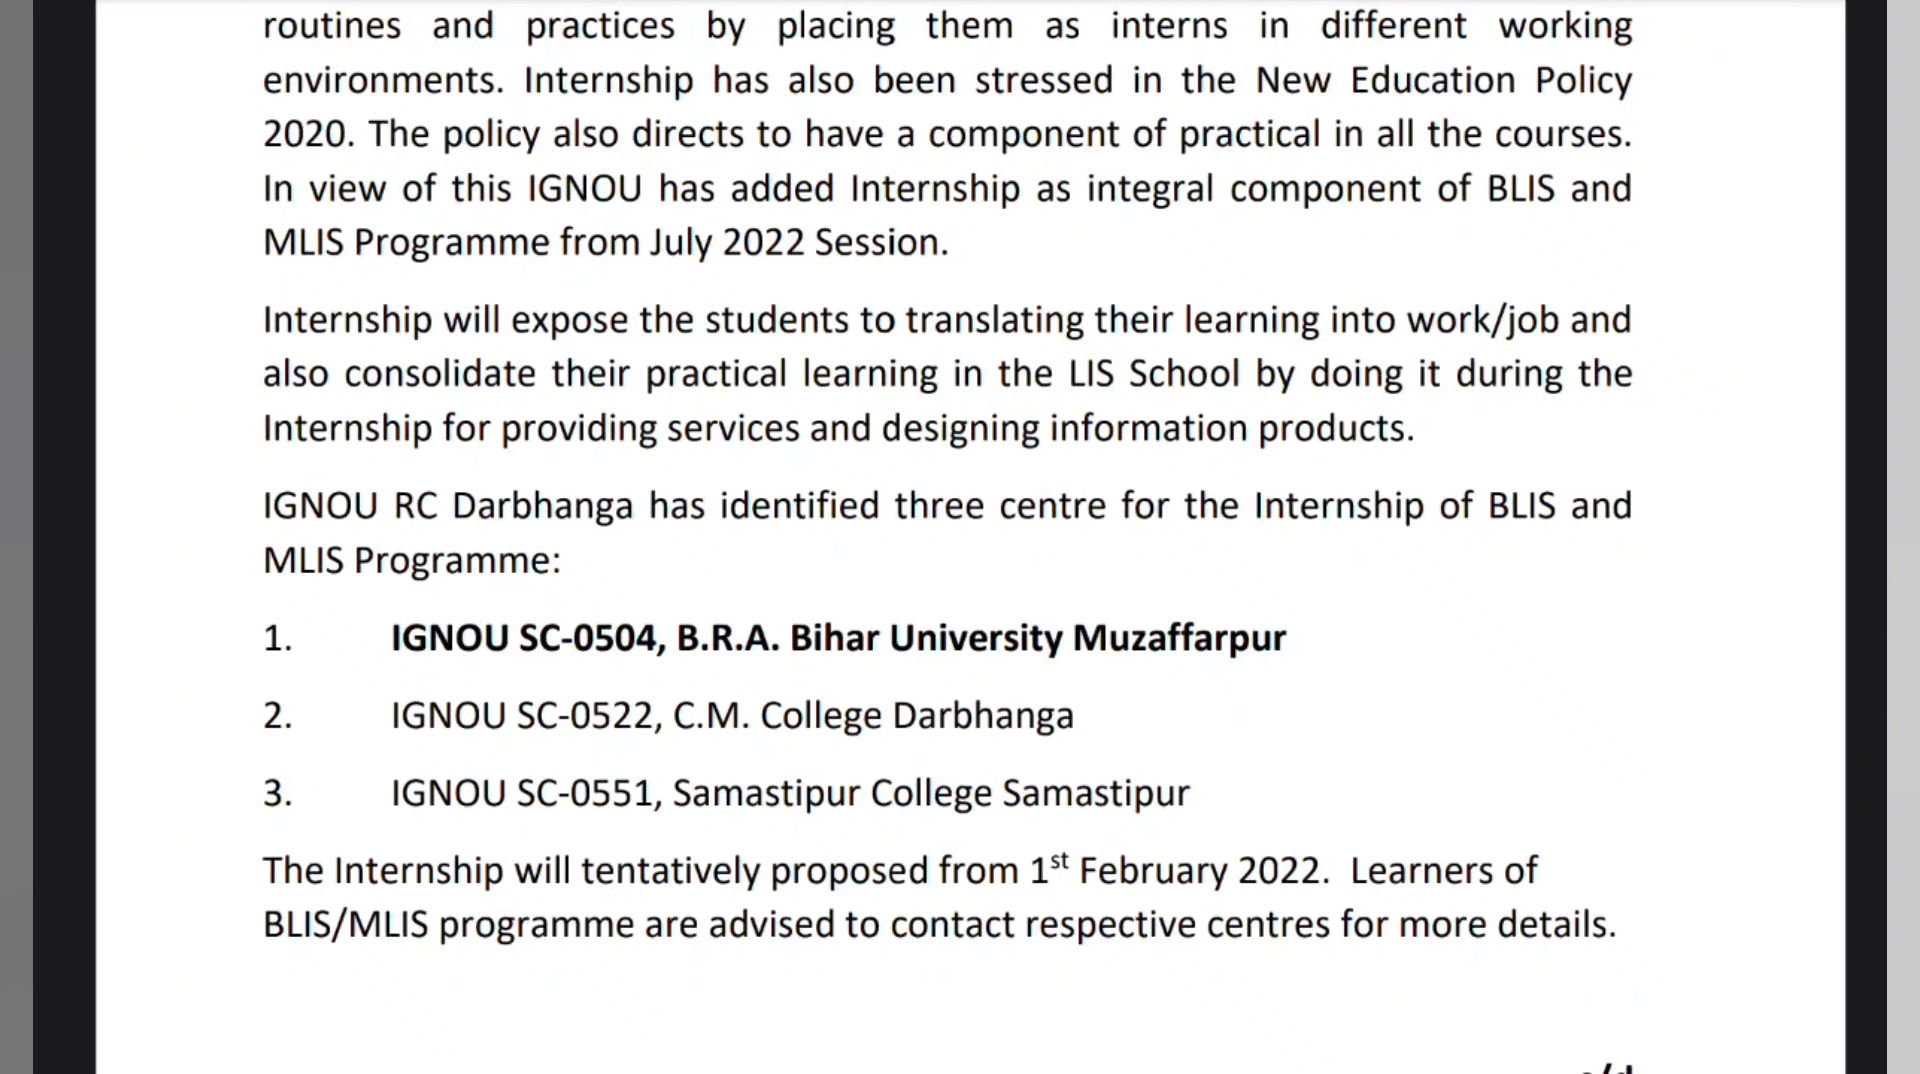 routines and practices by placing them as interns in different working
environments. Internship has also been stressed in the New Education Policy
2020. The policy also directs to have a component of practical in all the courses.
In view of this IGNOU has added Internship as integral component of BLIS and
MLIS Programme from July 2022 Session.
Internship will expose the students to translating their learning into work/job and
also consolidate their practical learning in the LIS School by doing it during the
Internship for providing services and designing information products.
IGNOU RC Darbhanga has identified three centre for the Internship of BLIS and
MLIS Programme:
1. IGNOU SC-0504, B.R.A. Bihar University Muzaffarpur
2. IGNOU SC-0522, C.M. College Darbhanga
3. IGNOU SC-0551, Samastipur College Samastipur
The Internship will tentatively proposed from 1st February 2022. Learners of
BLIS/MLIS programme are advised to contact respective centres for more details.